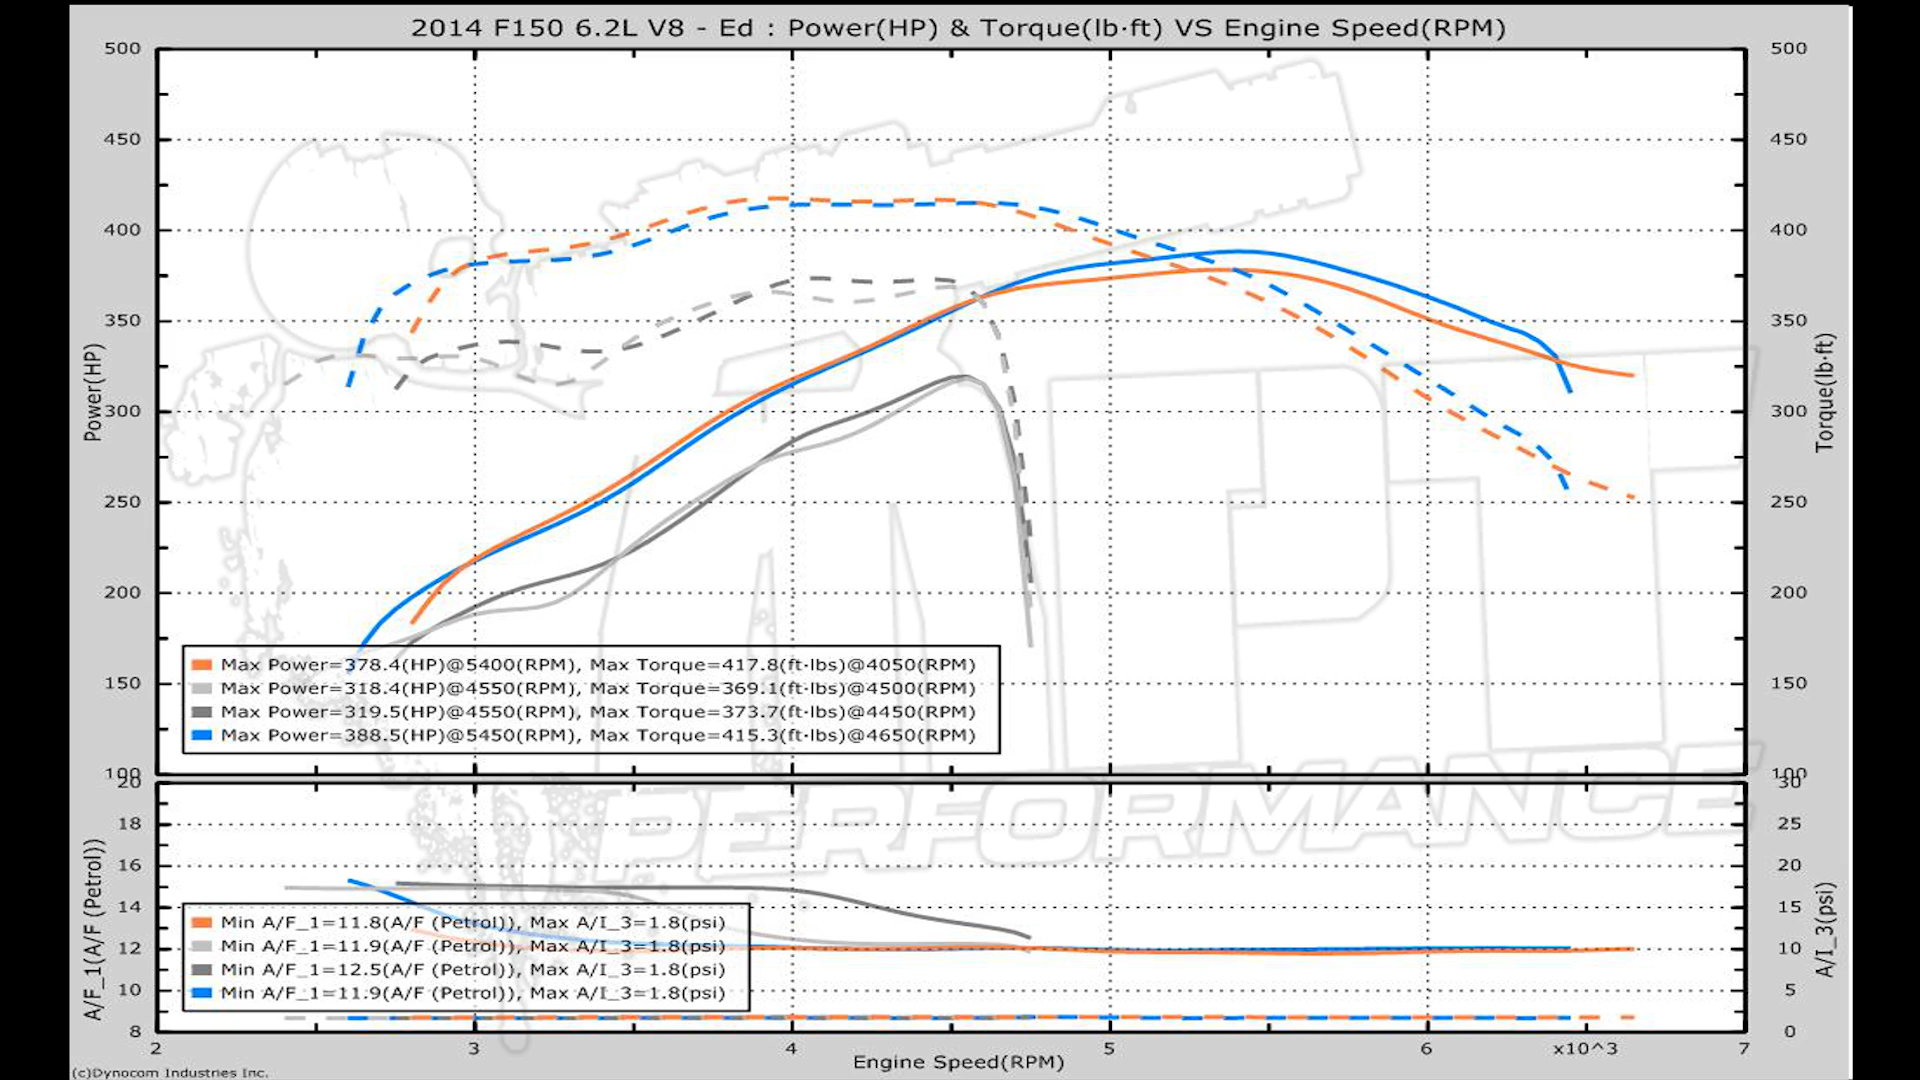 2014 F150 6.2L V8 - Ed : Power(HP) & Torque(lb·ft) VS Engine Speed(RPM)
500
450
400
350
300
250
200
150
100
Power(HP)
500
450
400
350
300
250
200
150
100
Torque(lb·ft)
Max Power=378.4(HP)@5400(RPM), Max Torque=417.8(ft·lbs)@4050(RPM)
Max Power=318.4(HP)@4550(RPM), Max Torque=369.1(ft·lbs)@4500(RPM)
Max Power=319.5(HP)@4550(RPM), Max Torque=373.7(ft·lbs)@4450(RPM)
Max Power=388.5(HP)@5450(RPM), Max Torque=415.3(ft·lbs)@4650(RPM)
MPT
PERFORMANCE
20
18
16
14
12
10
8
A/F_1(A/F (Petrol))
30
25
20
15
10
5
0
A/I_3(psi)
Min A/F_1=11.8(A/F (Petrol)), Max A/I_3=1.8(psi)
Min A/F_1=11.9(A/F (Petrol)), Max A/I_3=1.8(psi)
Min A/F_1=12.5(A/F (Petrol)), Max A/I_3=1.8(psi)
Min A/F_1=11.9(A/F (Petrol)), Max A/I_3=1.8(psi)
2 3 4 5 6 x10^3 7
Engine Speed(RPM)
(c)Dynocom Industries Inc.